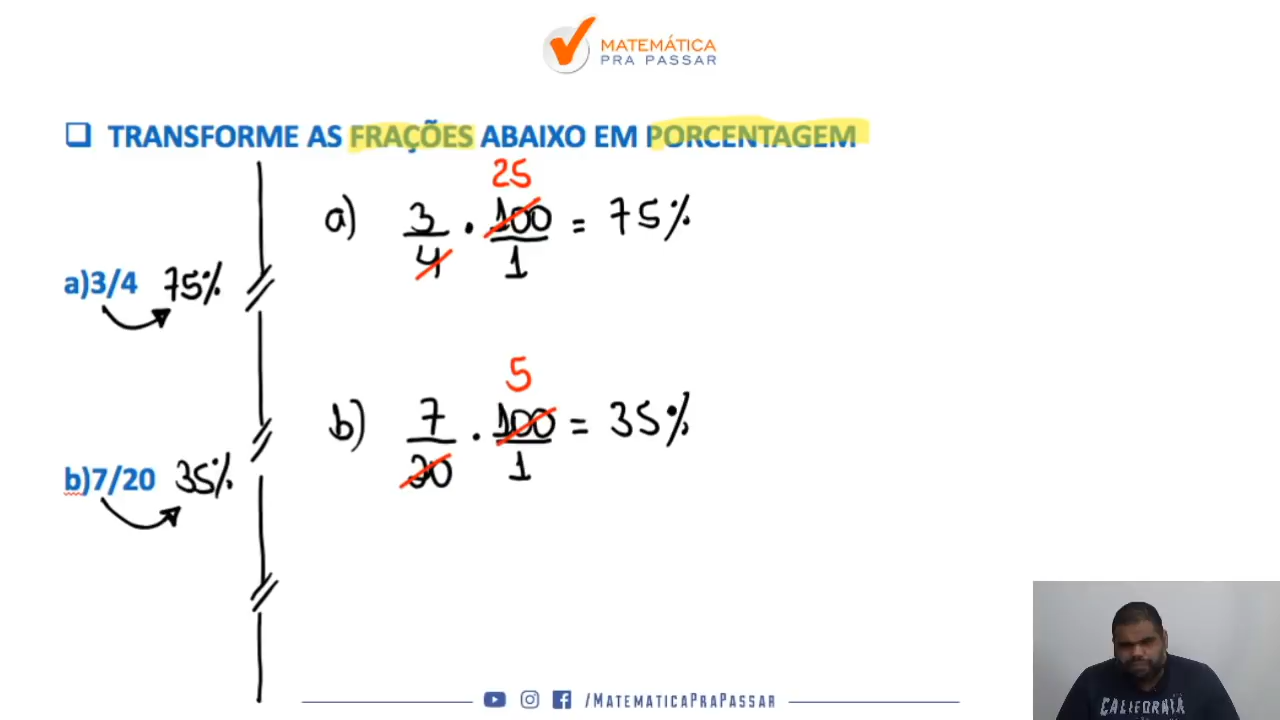 MATEMÁTICA
PRA PASSAR
TRANSFORME AS FRAÇÕES ABAIXO EM PORCENTAGEM
25
a) 3/4 · 100/1 = 75%
a)3/4 75%
5
b) 7/20 · 100/1 = 35%
b)7/20 35%
/MATEMATICAPRAPASSAR
CALIFORNIA